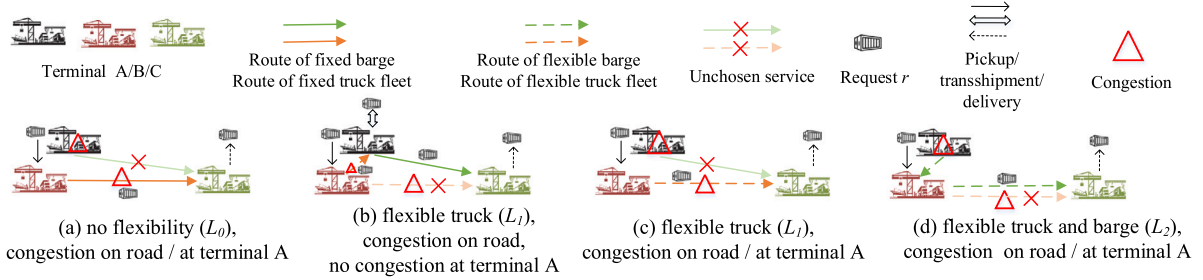 Terminal A/B/C
Route of fixed barge
Route of fixed truck fleet
Route of flexible barge
Route of flexible truck fleet
Unchosen service
Request r
Pickup/
transshipment/
delivery
Congestion
(a) no flexibility (L0),
congestion on road / at terminal A
(b) flexible truck (L1),
congestion on road,
no congestion at terminal A
(c) flexible truck (L1),
congestion on road / at terminal A
(d) flexible truck and barge (L2),
congestion on road / at terminal A